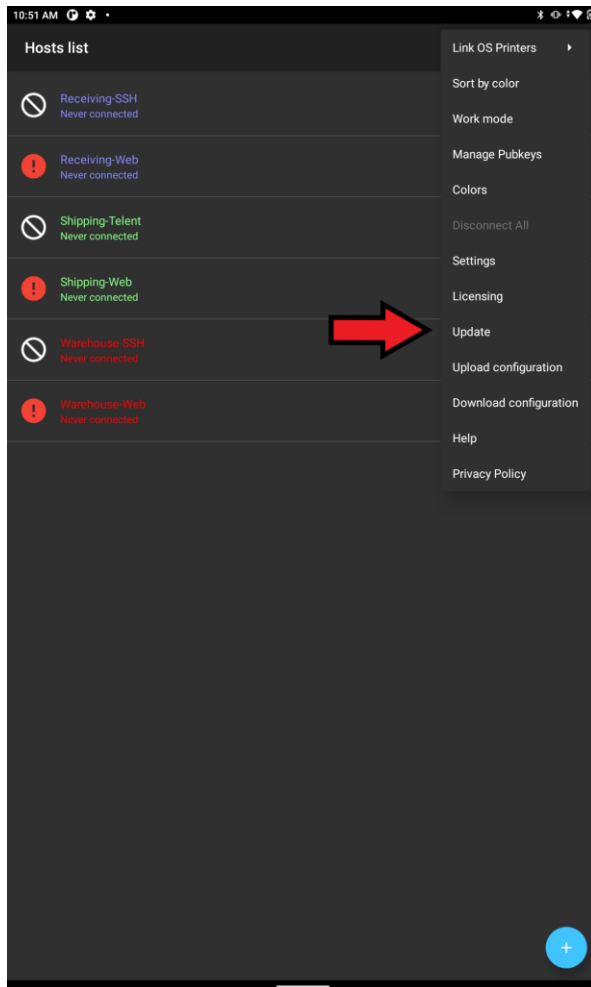 10:51 AM
Hosts list
Receiving-SSH
Never connected
Receiving-Web
Never connected
Shipping-Telent
Never connected
Shipping-Web
Never connected
Warehouse-SSH
Never connected
Warehouse-Web
Never connected
Link OS Printers
Sort by color
Work mode
Manage Pubkeys
Colors
Disconnect All
Settings
Licensing
Update
Upload configuration
Download configuration
Help
Privacy Policy
+